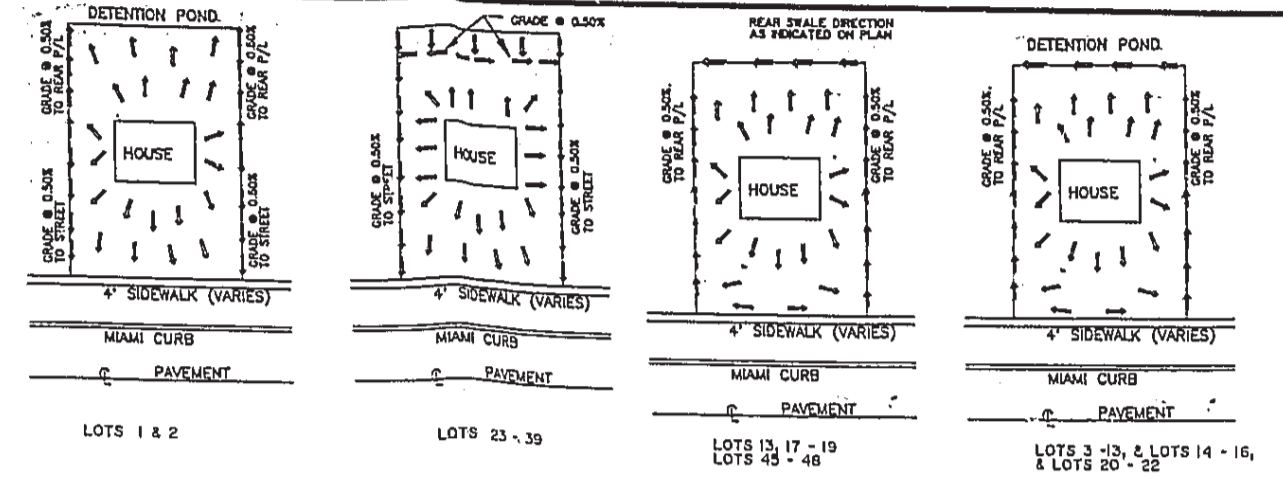 DETENTION POND.
GRADE @ 0.50%
TO REAR P/L
GRADE @ 0.50%
TO REAR P/L
HOUSE
GRADE @ 0.50%
TO STREET
GRADE @ 0.50%
TO STREET
4' SIDEWALK (VARIES)
MIAMI CURB
PAVEMENT
LOTS 1 & 2
GRADE @ 0.50%
HOUSE
GRADE @ 0.50%
TO STREET
GRADE @ 0.50%
TO STREET
4' SIDEWALK (VARIES)
MIAMI CURB
PAVEMENT
LOTS 23 - 39
REAR SWALE DIRECTION
AS INDICATED ON PLAN
GRADE @ 0.50%.
TO REAR P/L
GRADE @ 0.50%
TO REAR P/L
HOUSE
4' SIDEWALK (VARIES)
MIAMI CURB
PAVEMENT
LOTS 13, 17 - 19
LOTS 45 - 48
DETENTION POND.
GRADE @ 0.50%.
TO REAR P/L
GRADE @ 0.50%
TO REAR P/L
HOUSE
4' SIDEWALK (VARIES)
MIAMI CURB
PAVEMENT
LOTS 3 -13, & LOTS 14 - 16,
& LOTS 20 - 22